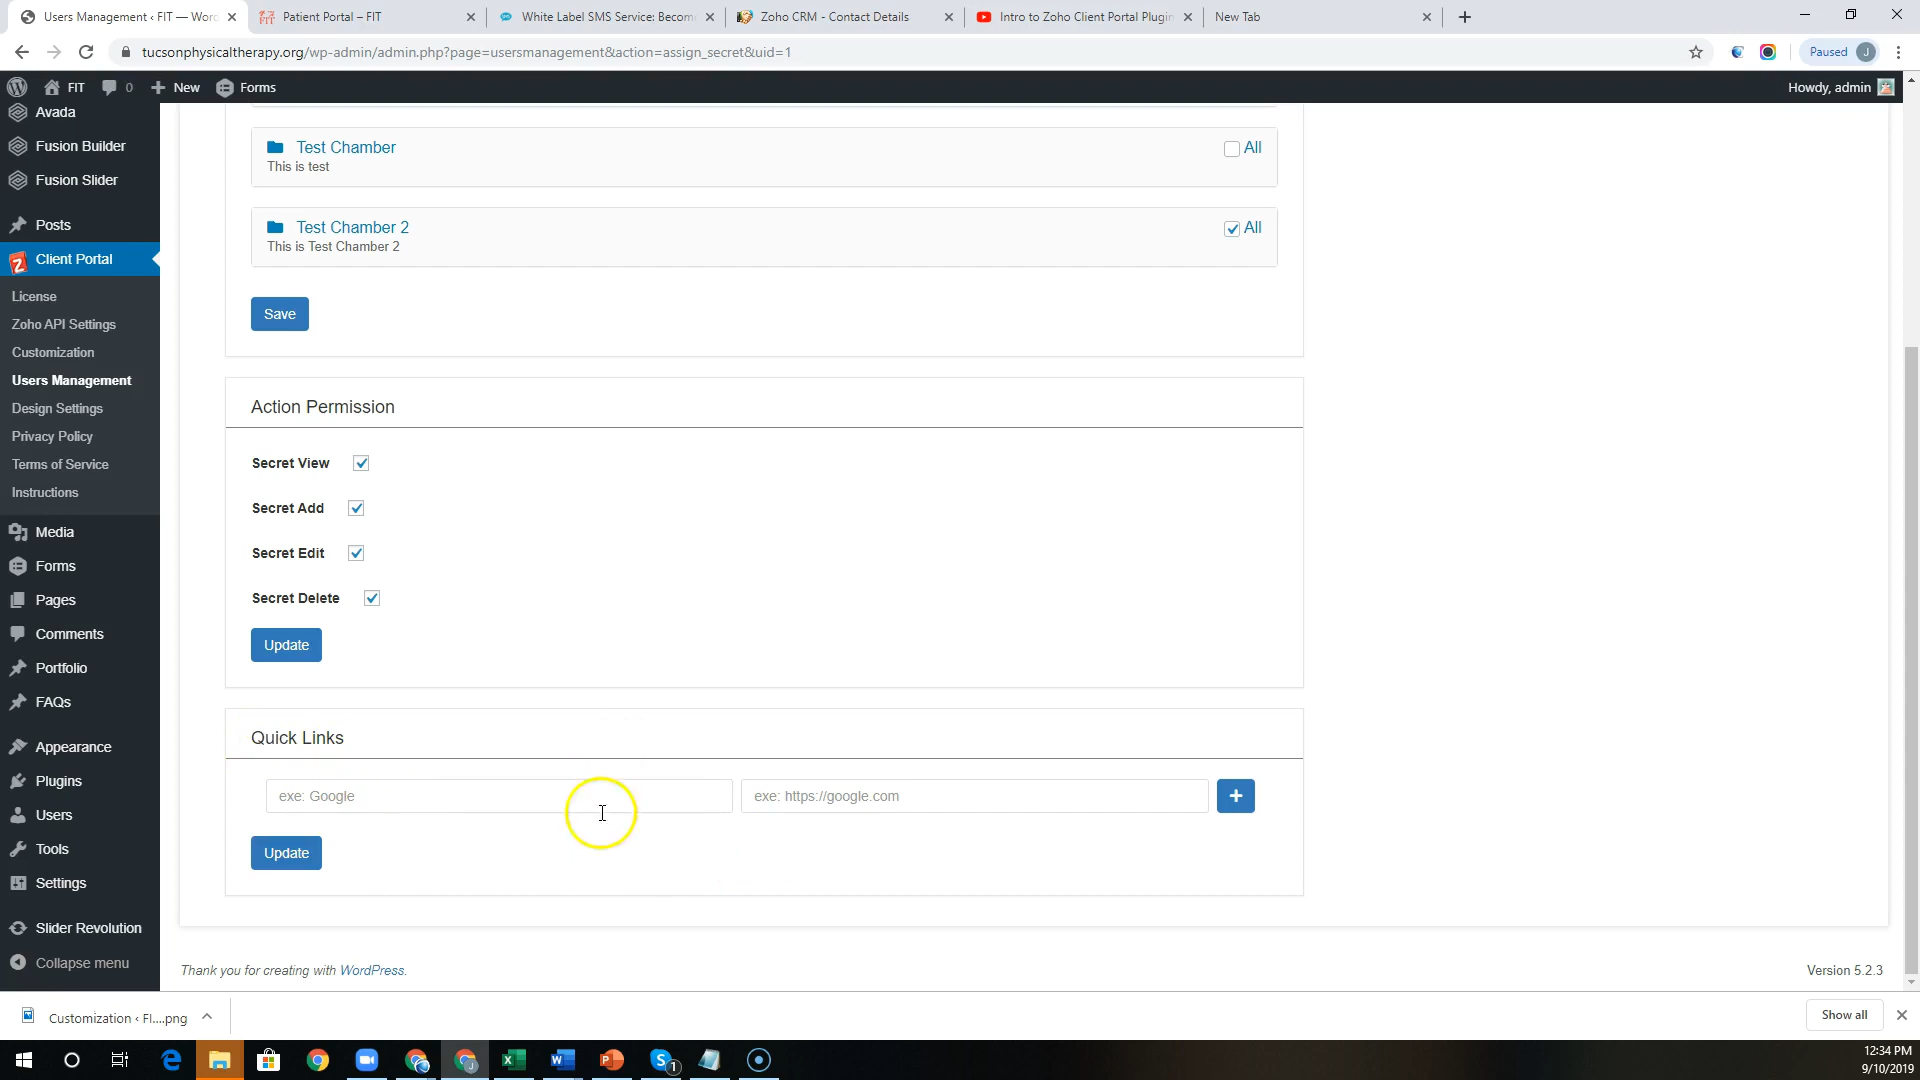 Users Management ‹ FIT — Wor
Patient Portal – FIT
White Label SMS Service: Becom
Zoho CRM - Contact Details
Intro to Zoho Client Portal Plugin
New Tab
tucsonphysicaltherapy.org/wp-admin/admin.php?page=usersmanagement&action=assign_secret&uid=1
Paused J
FIT
0
New
Forms
Howdy, admin
Avada
Fusion Builder
Fusion Slider
Posts
Client Portal
License
Zoho API Settings
Customization
Users Management
Design Settings
Privacy Policy
Terms of Service
Instructions
Media
Forms
Pages
Comments
Portfolio
FAQs
Appearance
Plugins
Users
Tools
Settings
Slider Revolution
Collapse menu
Test Chamber
All
This is test
Test Chamber 2
All
This is Test Chamber 2
Save
Action Permission
Secret View
Secret Add
Secret Edit
Secret Delete
Update
Quick Links
exe: Google
exe: https://google.com
+
Update
Thank you for creating with WordPress.
Version 5.2.3
Customization ‹ FI....png
Show all
12:34 PM
9/10/2019